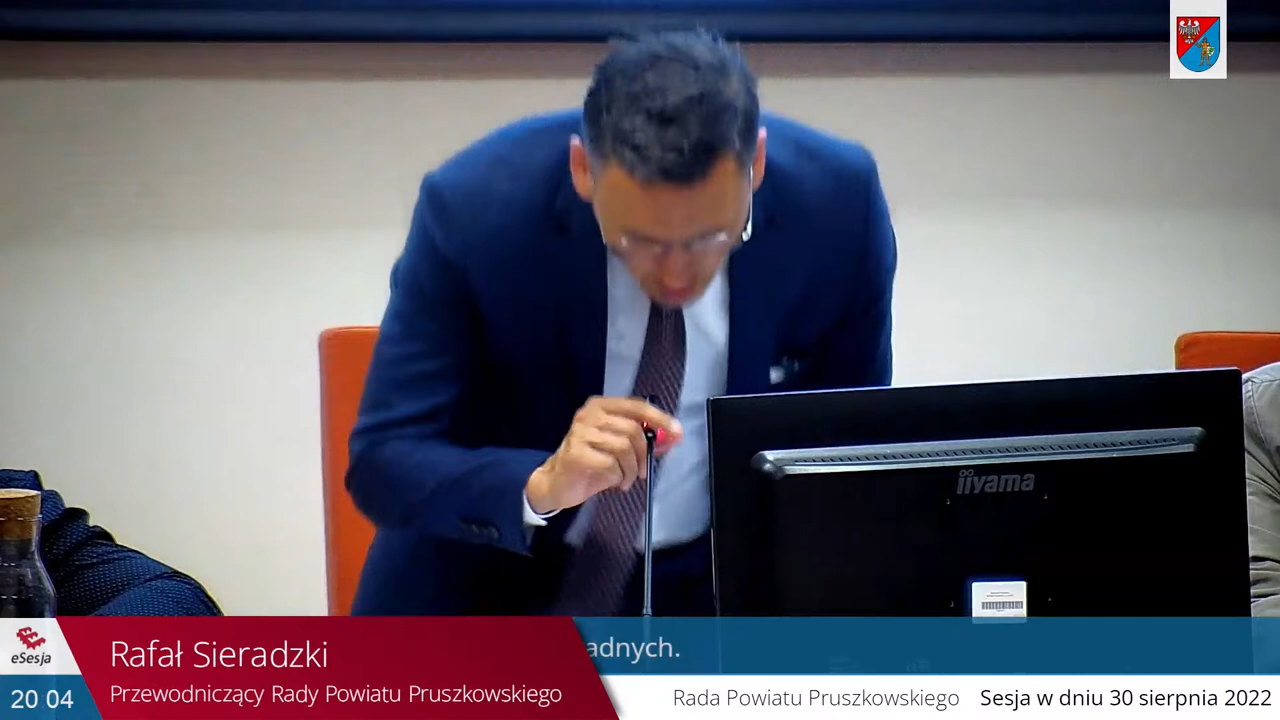 iiyama
Rafał Sieradzki
adnych.
eSesja
Przewodniczący Rady Powiatu Pruszkowskiego
20 04
Rada Powiatu Pruszkowskiego
Sesja w dniu 30 sierpnia 2022